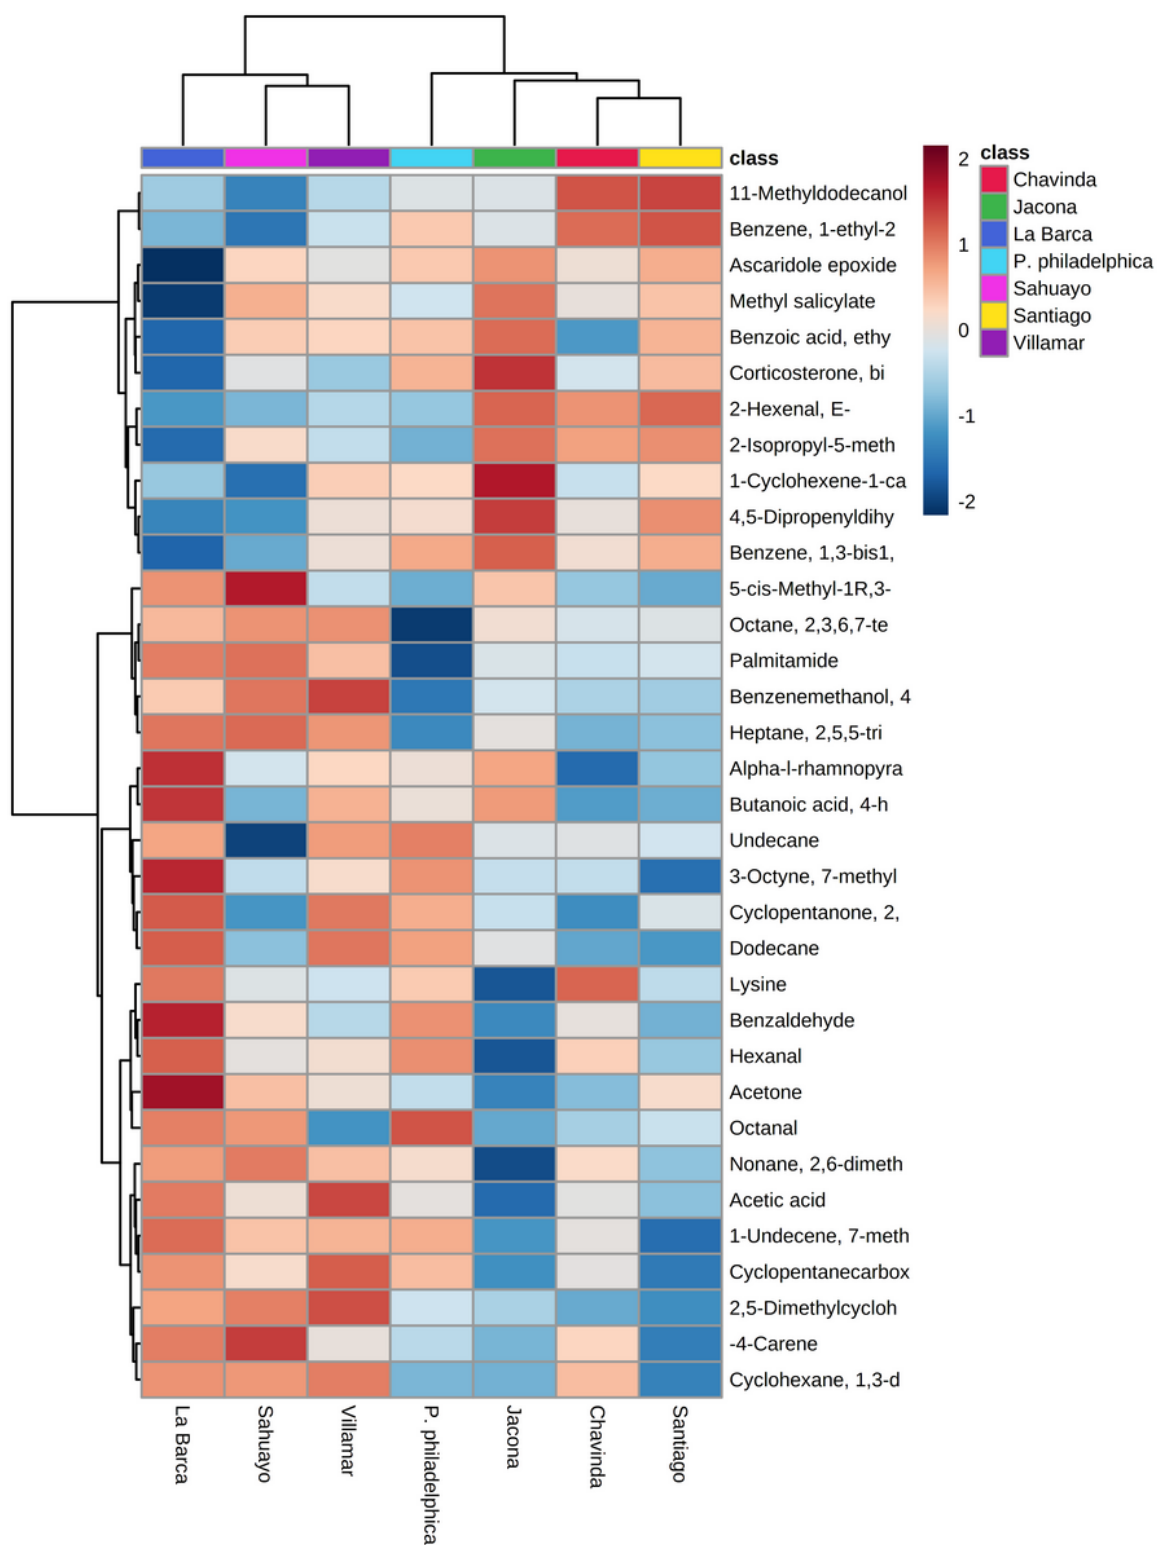 class
11-Methyldodecanol
Benzene, 1-ethyl-2
Ascaridole epoxide
Methyl salicylate
Benzoic acid, ethy
Corticosterone, bi
2-Hexenal, E-
2-Isopropyl-5-meth
1-Cyclohexene-1-ca
4,5-Dipropenyldihy
Benzene, 1,3-bis1,
5-cis-Methyl-1R,3-
Octane, 2,3,6,7-te
Palmitamide
Benzenemethanol, 4
Heptane, 2,5,5-tri
Alpha-l-rhamnopyra
Butanoic acid, 4-h
Undecane
3-Octyne, 7-methyl
Cyclopentanone, 2,
Dodecane
Lysine
Benzaldehyde
Hexanal
Acetone
Octanal
Nonane, 2,6-dimeth
Acetic acid
1-Undecene, 7-meth
Cyclopentanecarbox
2,5-Dimethylcycloh
-4-Carene
Cyclohexane, 1,3-d
2
1
0
-1
-2
class
Chavinda
Jacona
La Barca
P. philadelphica
Sahuayo
Santiago
Villamar
La Barca
Sahuayo
Villamar
P. philadelphica
Jacona
Chavinda
Santiago